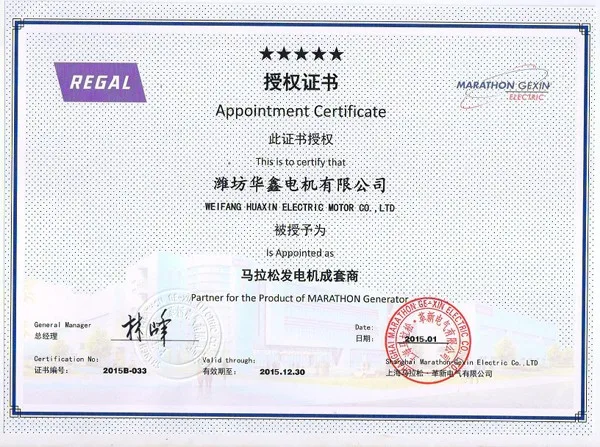 ★★★★★
REGAL
授权证书
MARATHON GEXIN
ELECTRIC
Appointment Certificate
此证书授权
This is to certify that
潍坊华鑫电机有限公司
WEIFANG HUAXIN ELECTRIC MOTOR CO.,LTD
被授予为
Is Appointed as
马拉松发电机成套商
Partner for the Product of MARATHON Generator
General Manager
总经理
林峰
Date:
日期:
2015.01
Certification No:
证书编号:
2015B-033
Valid through:
有效期至:
2015.12.30
Shanghai Marathon Gexin Electric Co.,LTD
上海马拉松·革新电气有限公司